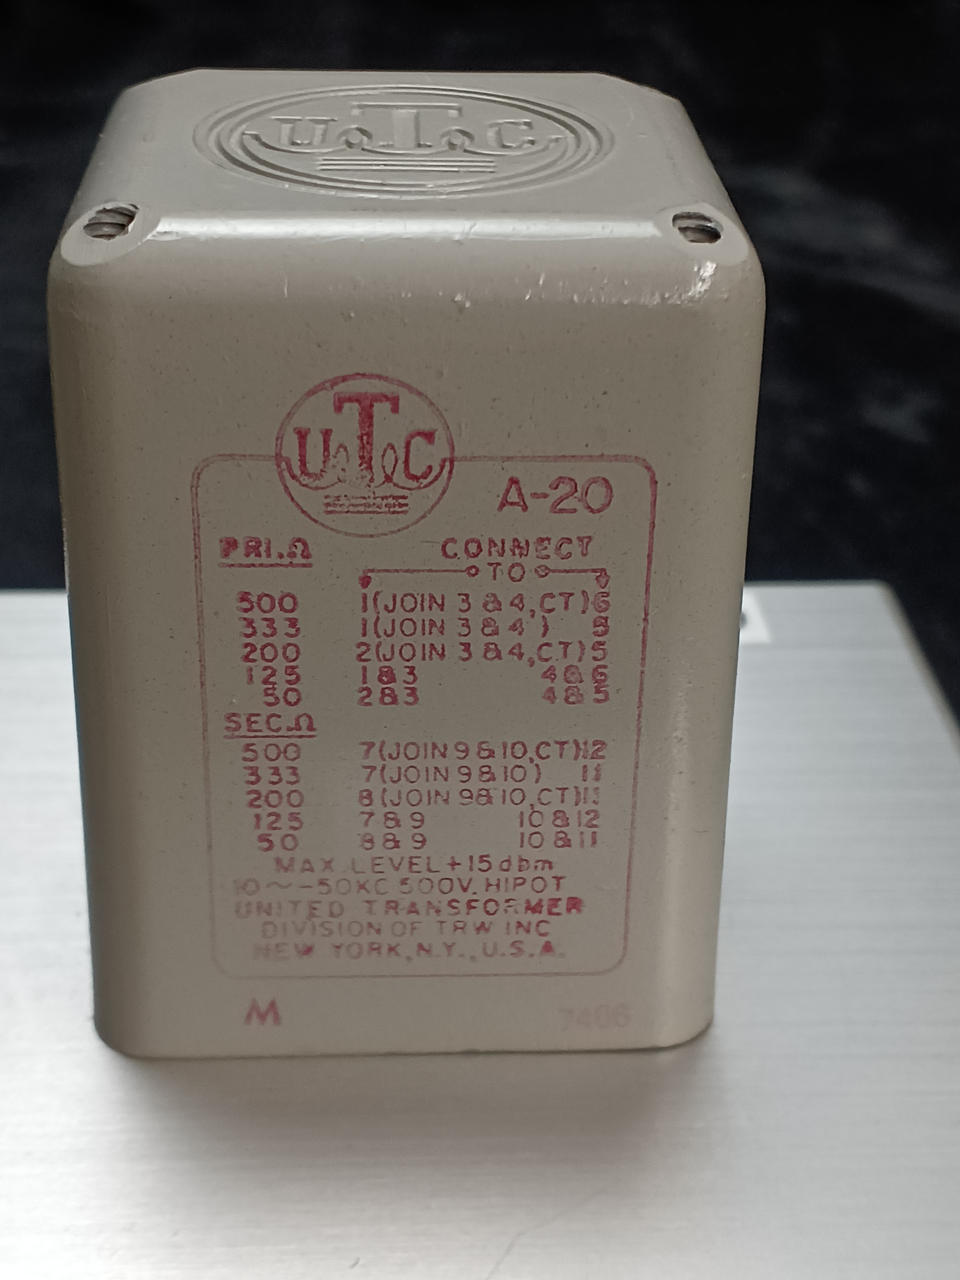 U.T.C.
UTC
A-20
PRI.Ω CONNECT
TO
500 1(JOIN 3 & 4,CT)6
333 1(JOIN 3 & 4) 5
200 2(JOIN 3 & 4,CT)5
125 1&3 4&6
50 2&3 4&5
SEC.Ω
500 7(JOIN 9 & 10,CT)12
333 7(JOIN 9 & 10) 11
200 8(JOIN 9 & 10,CT)11
125 7&9 10&12
50 8&9 10&11
MAX. LEVEL +15dbm
10~-50KC 500V. HIPOT
UNITED TRANSFORMER
DIVISION OF TRW INC
NEW YORK, N.Y., U.S.A.
M 7406